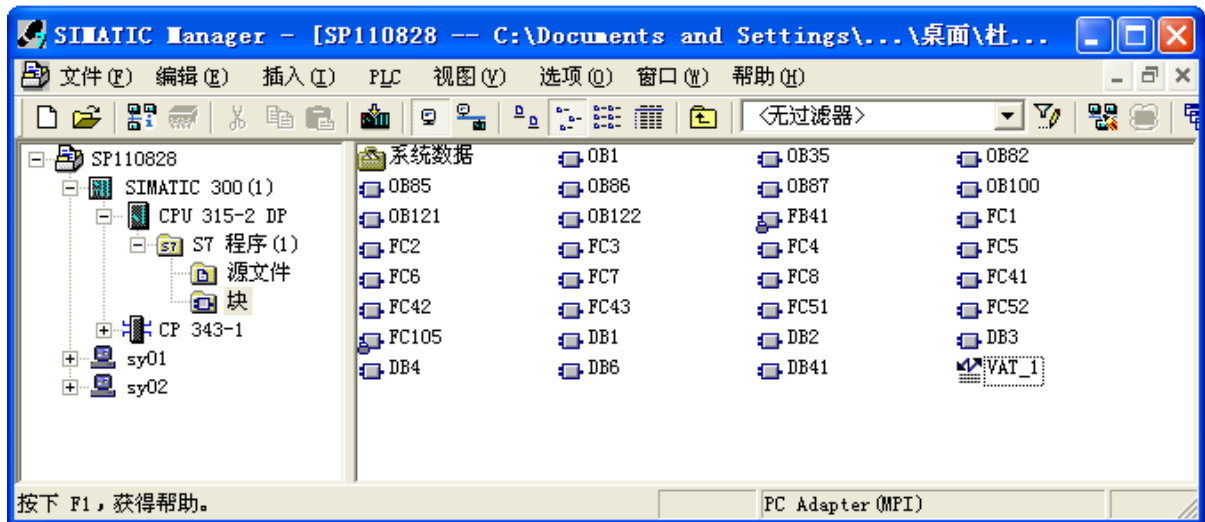 SIMATIC Manager - [SP110828 -- C:\Documents and Settings\...\桌面\杜...
文件(F) 编辑(E) 插入(I) PLC 视图(V) 选项(O) 窗口(W) 帮助(H)
<无过滤器>
SP110828
SIMATIC 300(1)
CPU 315-2 DP
S7 程序(1)
源文件
块
CP 343-1
sy01
sy02
系统数据 OB1 OB35 OB82
OB85 OB86 OB87 OB100
OB121 OB122 FB41 FC1
FC2 FC3 FC4 FC5
FC6 FC7 FC8 FC41
FC42 FC43 FC51 FC52
FC105 DB1 DB2 DB3
DB4 DB6 DB41 VAT_1
按下 F1，获得帮助。 PC Adapter(MPI)